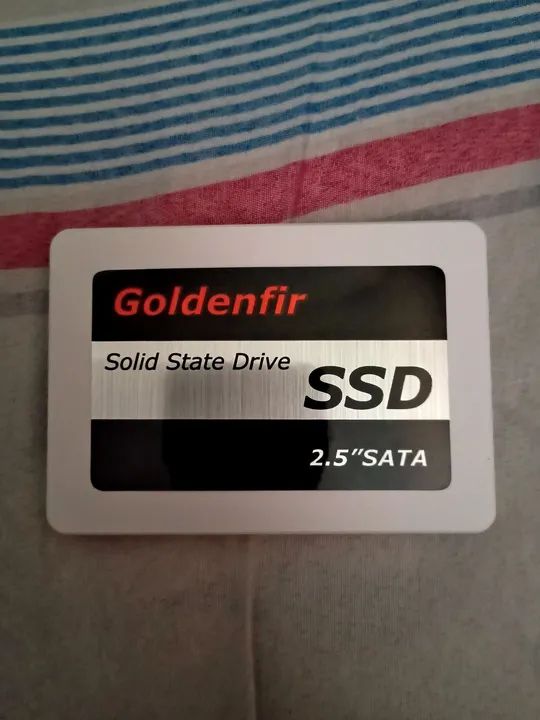 Goldenfir
Solid State Drive
SSD
2.5"SATA